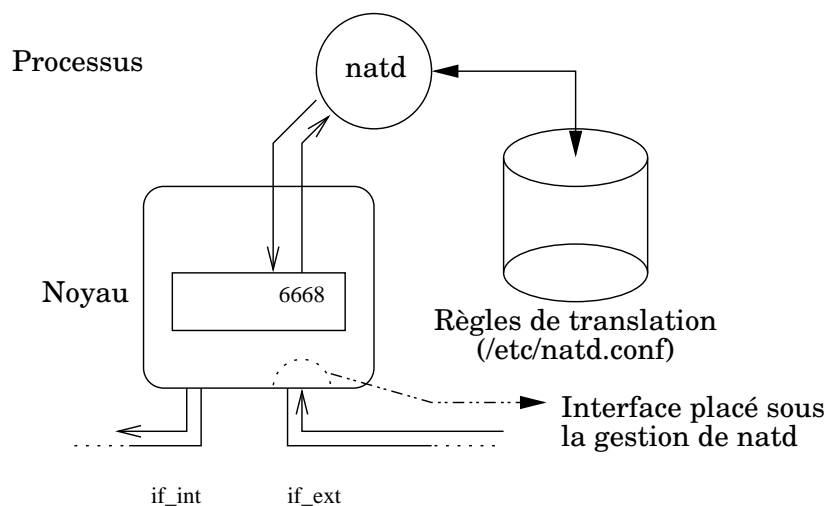 Processus
natd
Noyau
6668
Règles de translation
(/etc/natd.conf)
Interface placé sous
la gestion de natd
if_int
if_ext